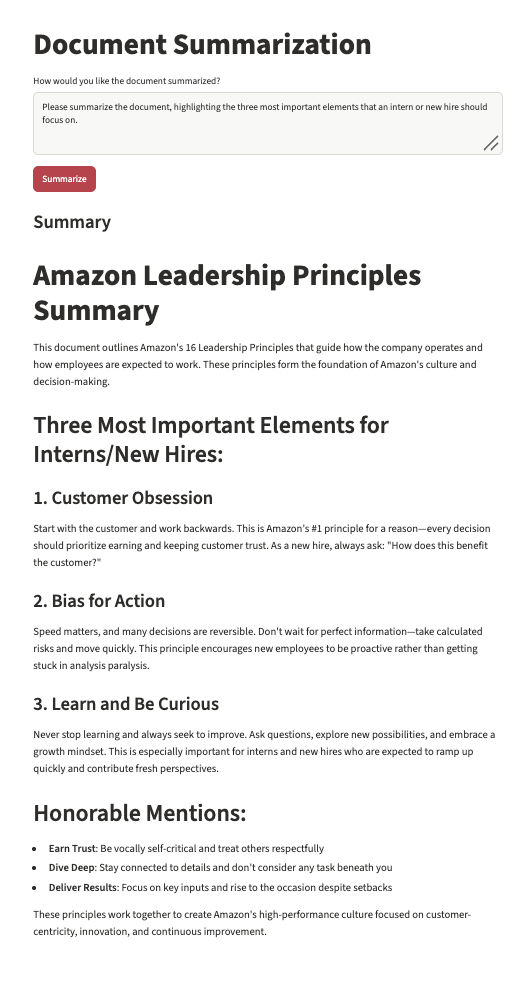 Document Summarization
How would you like the document summarized?
Please summarize the document, highlighting the three most important elements that an intern or new hire should
focus on.
Summarize
Summary
Amazon Leadership Principles
Summary
This document outlines Amazon's 16 Leadership Principles that guide how the company operates and
how employees are expected to work. These principles form the foundation of Amazon's culture and
decision-making.
Three Most Important Elements for
Interns/New Hires:
1. Customer Obsession
Start with the customer and work backwards. This is Amazon's #1 principle for a reason—every decision
should prioritize earning and keeping customer trust. As a new hire, always ask: "How does this benefit
the customer?"
2. Bias for Action
Speed matters, and many decisions are reversible. Don't wait for perfect information—take calculated
risks and move quickly. This principle encourages new employees to be proactive rather than getting
stuck in analysis paralysis.
3. Learn and Be Curious
Never stop learning and always seek to improve. Ask questions, explore new possibilities, and embrace a
growth mindset. This is especially important for interns and new hires who are expected to ramp up
quickly and contribute fresh perspectives.
Honorable Mentions:
• Earn Trust: Be vocally self-critical and treat others respectfully
• Dive Deep: Stay connected to details and don't consider any task beneath you
• Deliver Results: Focus on key inputs and rise to the occasion despite setbacks
These principles work together to create Amazon's high-performance culture focused on customer-
centricity, innovation, and continuous improvement.